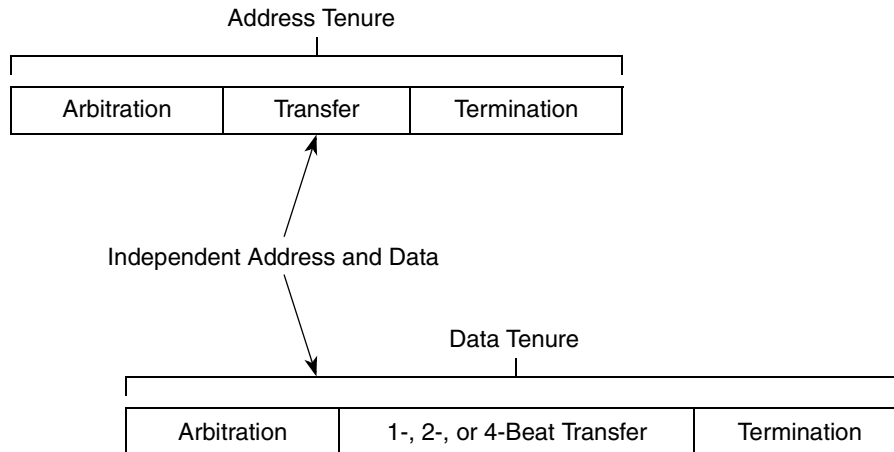 Address Tenure
Arbitration Transfer Termination
Independent Address and Data
Data Tenure
Arbitration 1-, 2-, or 4-Beat Transfer Termination